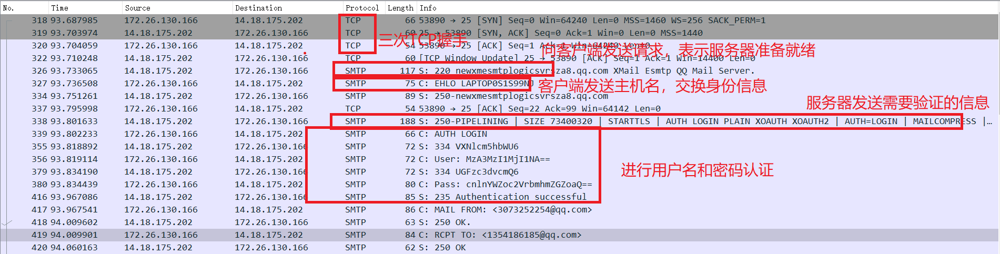 No. Time Source Destination Protocol Length Info
318 93.687985 172.26.130.166 14.18.175.202 TCP 66 53890 → 25 [SYN] Seq=0 Win=64240 Len=0 MSS=1460 WS=256 SACK_PERM=1
319 93.703974 14.18.175.202 172.26.130.166 TCP 60 25 → 53890 [SYN, ACK] Seq=0 Ack=1 Win=0 Len=0 MSS=1440
三次TCP握手
320 93.704059 172.26.130.166 14.18.175.202 TCP 54 53890 → 25 [ACK] Seq=1 Ack=1 Win=64240 Len=0
向客户端发送请求，表示服务器准备就绪
322 93.710248 14.18.175.202 172.26.130.166 TCP 60 [TCP Window Update] 25 → 53890 [ACK] Seq=1 Ack=1 Win=14400 Len=0
326 93.733065 14.18.175.202 172.26.130.166 SMTP 117 S: 220 newxmesmtplogicsvrsza8.qq.com XMail Esmtp QQ Mail Server.
327 93.736508 172.26.130.166 14.18.175.202 SMTP 75 C: EHLO LAPTOP0S1S99NJ
客户端发送主机名，交换身份信息
334 93.751261 14.18.175.202 172.26.130.166 SMTP 89 S: 250-newxmesmtplogicsvrsza8.qq.com
服务器发送需要验证的信息
337 93.795998 172.26.130.166 14.18.175.202 TCP 54 53890 → 25 [ACK] Seq=22 Ack=99 Win=64142 Len=0
338 93.801633 14.18.175.202 172.26.130.166 SMTP 188 S: 250-PIPELINING | SIZE 73400320 | STARTTLS | AUTH LOGIN PLAIN XOAUTH XOAUTH2 | AUTH=LOGIN | MAILCOMPRESS |…
339 93.802233 172.26.130.166 14.18.175.202 SMTP 66 C: AUTH LOGIN
355 93.818892 14.18.175.202 172.26.130.166 SMTP 72 S: 334 VXNlcm5hbWU6
356 93.819114 172.26.130.166 14.18.175.202 SMTP 72 C: User: MzA3MzI1MjI1NA==
进行用户名和密码认证
379 93.834190 14.18.175.202 172.26.130.166 SMTP 72 S: 334 UGFzc3dvcmQ6
380 93.834439 172.26.130.166 14.18.175.202 SMTP 80 C: Pass: cnlnYWZoc2VrbmhmZGZoaQ==
416 93.967086 14.18.175.202 172.26.130.166 SMTP 85 S: 235 Authentication successful
417 93.967541 172.26.130.166 14.18.175.202 SMTP 86 C: MAIL FROM: <3073252254@qq.com>
418 94.009602 14.18.175.202 172.26.130.166 SMTP 63 S: 250 OK.
419 94.009901 172.26.130.166 14.18.175.202 SMTP 84 C: RCPT TO: <1354186185@qq.com>
420 94.060163 14.18.175.202 172.26.130.166 SMTP 62 S: 250 OK